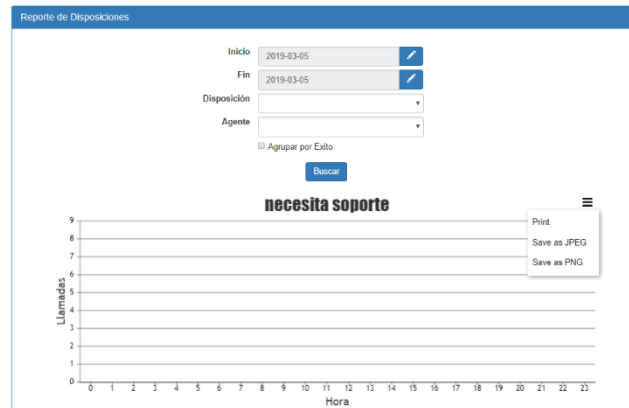 Reporte de Disposiciones
Inicio 2019-03-05
Fin 2019-03-05
Disposición
Agente
Agrupar por Exito
Buscar
necesita soporte
Print
Save as JPEG
Save as PNG
Llamadas
9
8
7
6
5
4
3
2
1
0
0 1 2 3 4 5 6 7 8 9 10 11 12 13 14 15 16 17 18 19 20 21 22 23
Hora